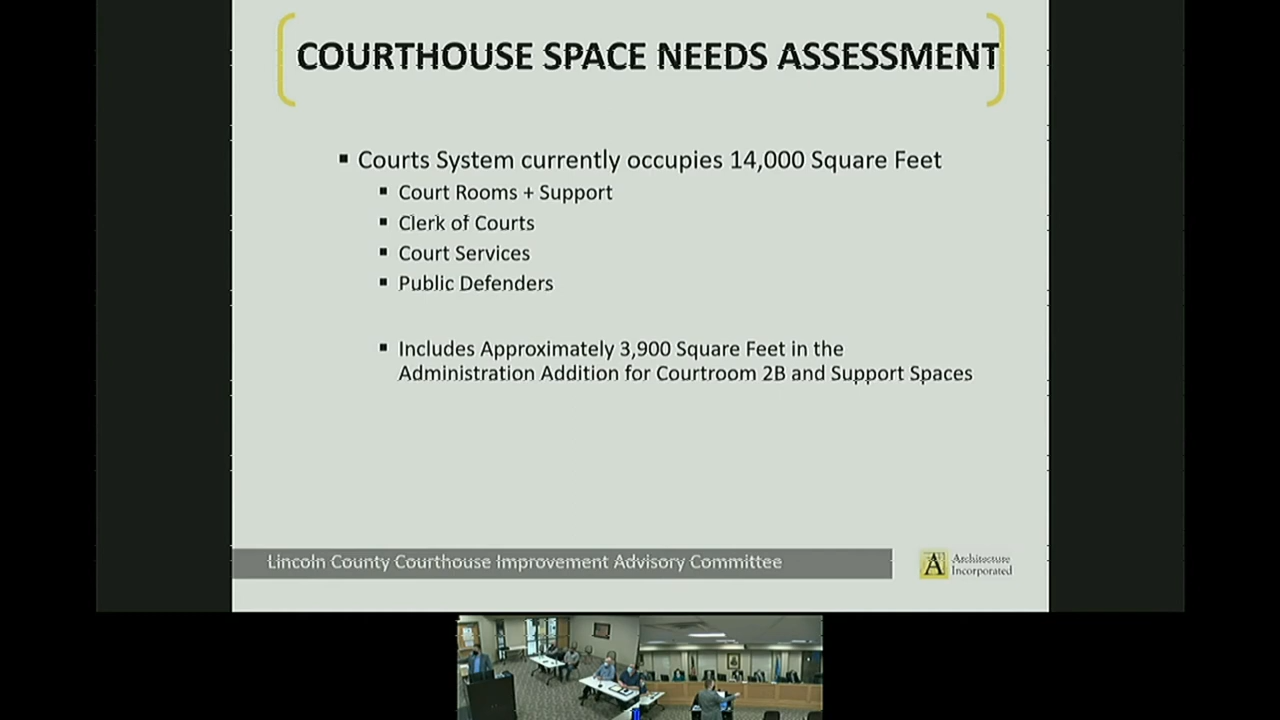 COURTHOUSE SPACE NEEDS ASSESSMENT
Courts System currently occupies 14,000 Square Feet
Court Rooms + Support
Clerk of Courts
Court Services
Public Defenders
Includes Approximately 3,900 Square Feet in the
Administration Addition for Courtroom 2B and Support Spaces
Lincoln County Courthouse Improvement Advisory Committee
A
Architecture
Incorporated